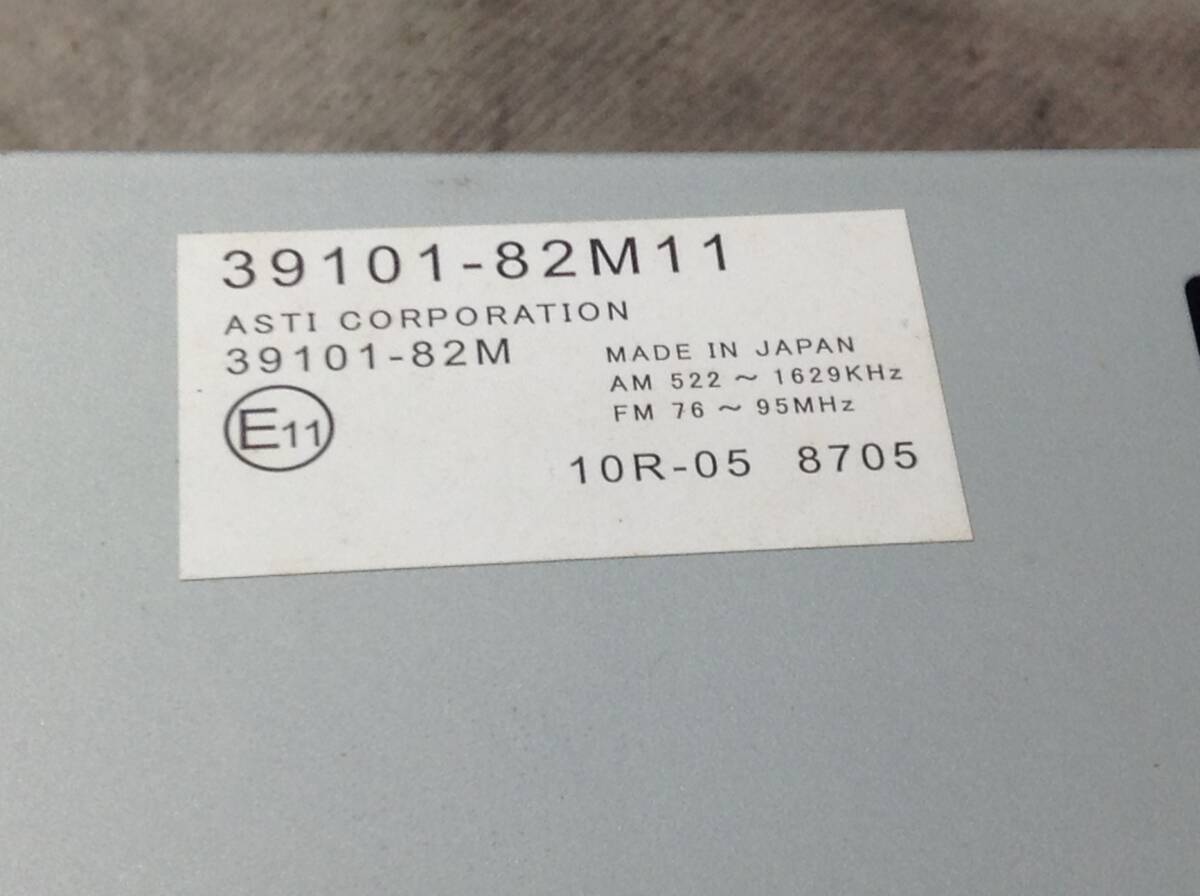 39101-82M11
ASTI CORPORATION
39101-82M
MADE IN JAPAN
AM 522 ~ 1629KHz
FM 76 ~ 95MHz
E11
10R-05 8705